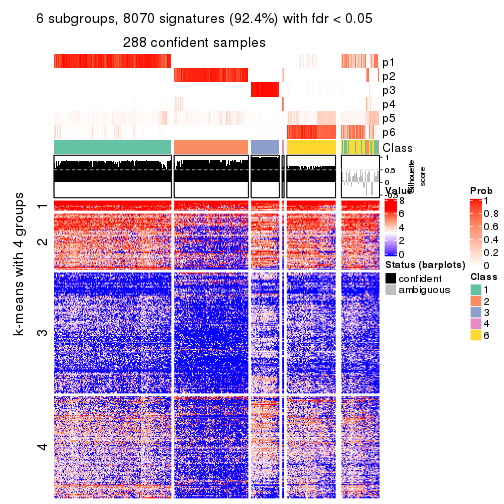 6 subgroups, 8070 signatures (92.4%) with fdr < 0.05
288 confident samples
p1
p2
p3
p4
p5
p6
Class
1
0.5
0
-0.5
Silhouette
score
k-means with 4 groups
1
2
3
4
Value
8
6
4
2
0
Status (barplots)
confident
ambiguous
Prob
1
0.8
0.6
0.4
0.2
0
Class
1
2
3
4
6